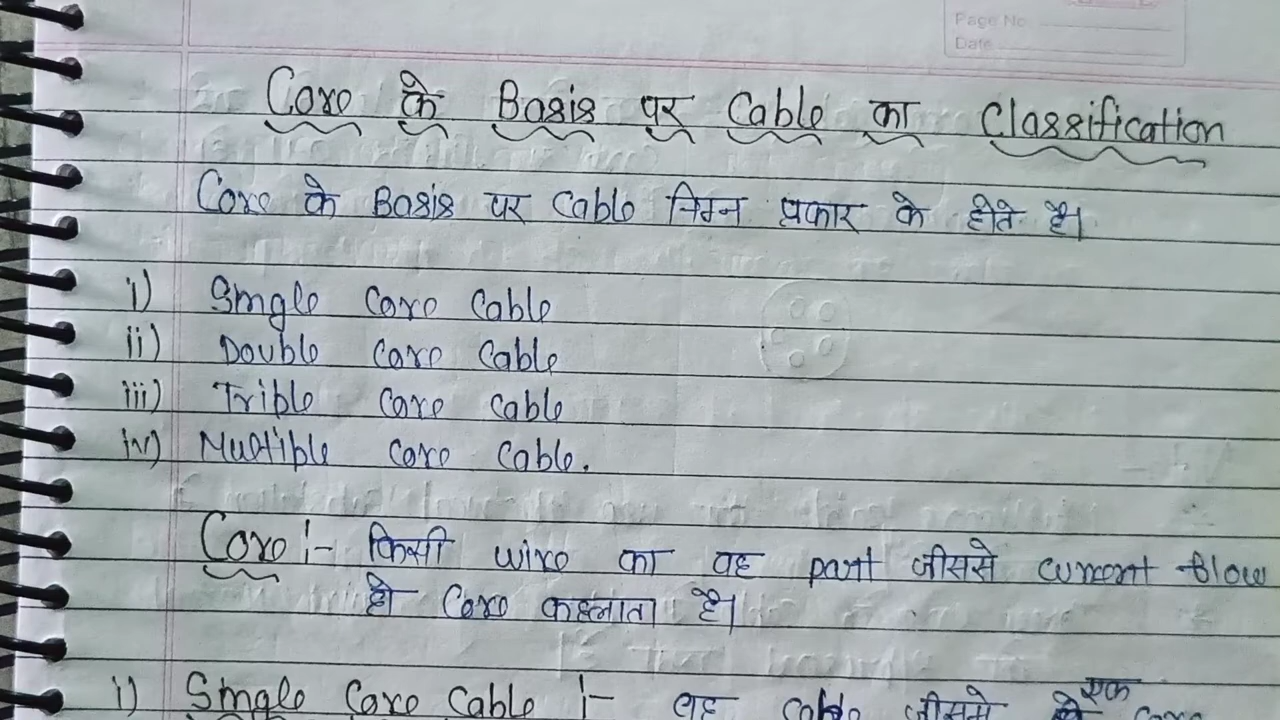 Page No
Date
Core के Basis पर Cable का Classification
Core के Basis पर Cable निम्न प्रकार के होते है।
i) Single Core Cable
ii) Double Core Cable
iii) Trible Core Cable
iv) Multible Core Cable.
Core :- किसी wire का वह part जीससे current flow
हो Core कहलाता है।
i) Single Core Cable :- वह Cable जीसमे एक Core